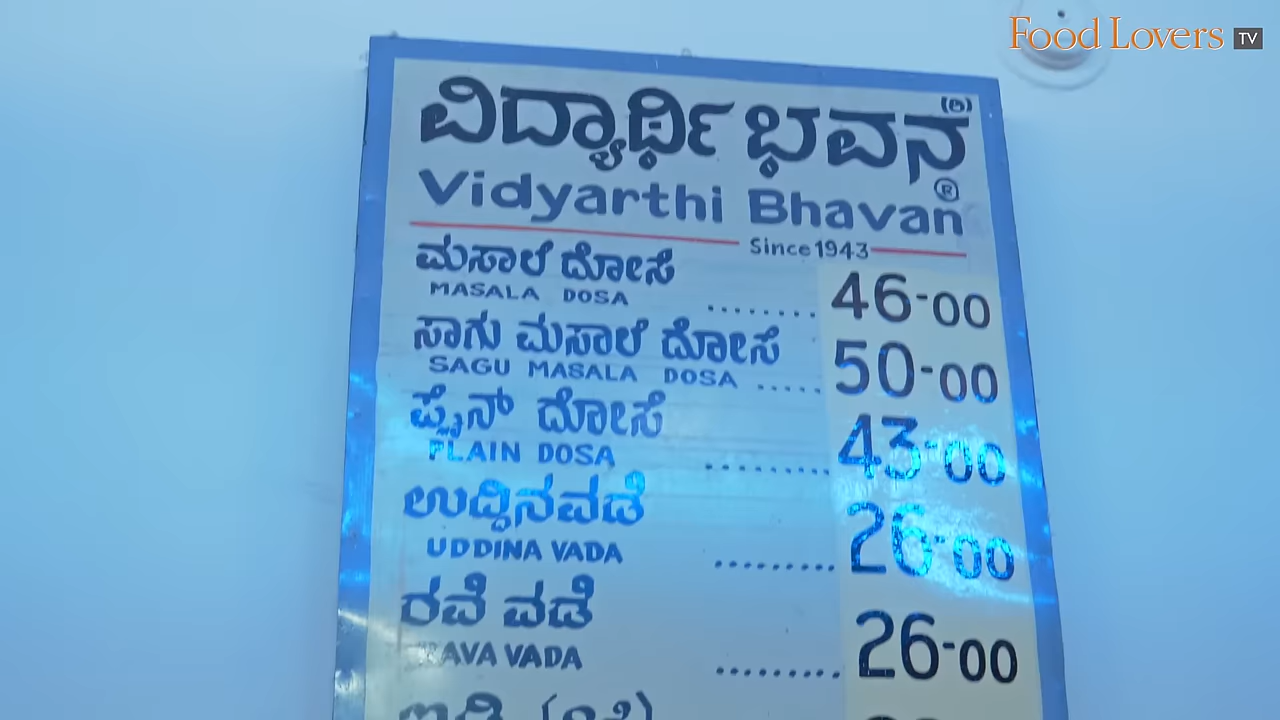 Food Lovers TV
ವಿದ್ಯಾರ್ಥಿ ಭವನ್ (ರಿ)
Vidyarthi Bhavan ®
Since 1943
ಮಸಾಲೆ ದೋಸೆ
MASALA DOSA ........ 46-00
ಸಾಗು ಮಸಾಲೆ ದೋಸೆ
SAGU MASALA DOSA ..... 50-00
ಪ್ಲೈನ್ ದೋಸೆ
PLAIN DOSA ......... 43-00
ಉದ್ದಿನವಡೆ
UDDINA VADA ......... 26-00
ರವೆ ವಡೆ
RAVA VADA ......... 26-00